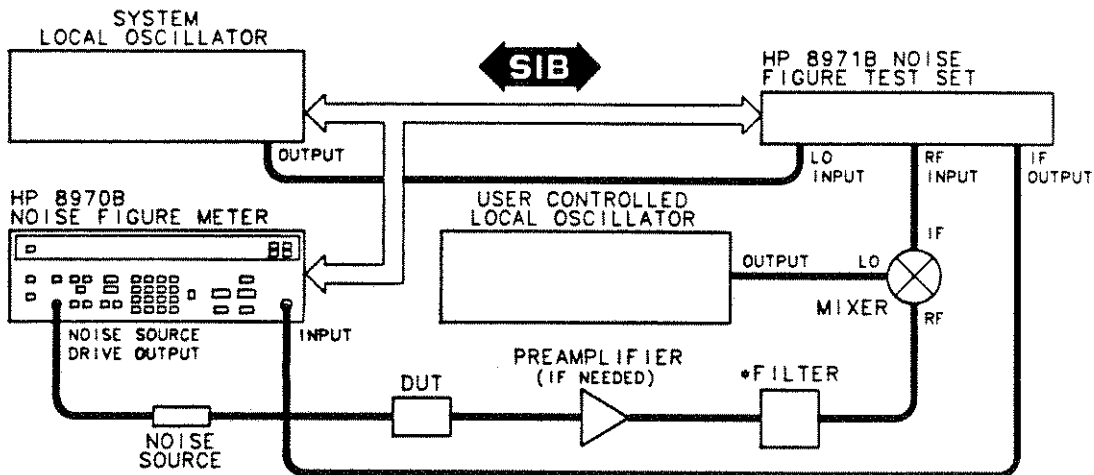 SYSTEM
LOCAL OSCILLATOR
SIB
HP 8971B NOISE
FIGURE TEST SET
OUTPUT
LO
INPUT
RF
INPUT
IF
OUTPUT
HP 8970B
NOISE FIGURE METER
USER CONTROLLED
LOCAL OSCILLATOR
IF
OUTPUT
LO
MIXER
RF
NOISE SOURCE
DRIVE OUTPUT
INPUT
DUT
PREAMPLIFIER
(IF NEEDED)
*FILTER
NOISE
SOURCE